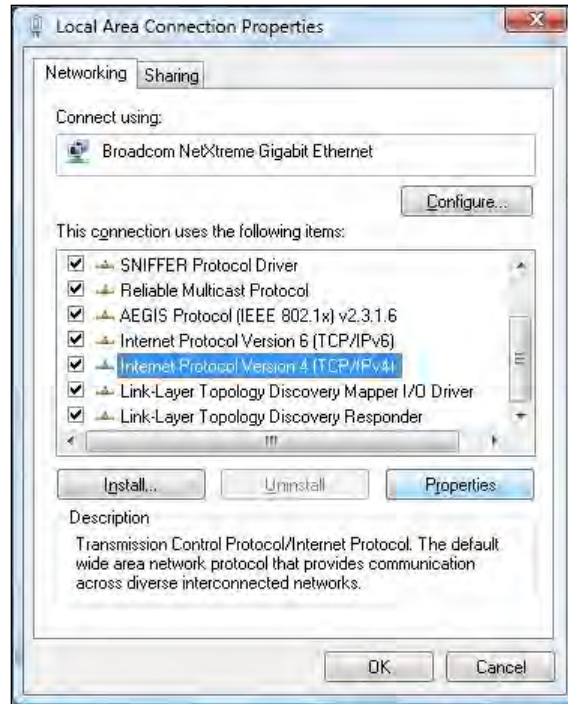 Local Area Connection Properties
Networking
Sharing
Connect using:
Broadcom NetXtreme Gigabit Ethernet
Configure...
This connection uses the following items:
SNIFFER Protocol Driver
Reliable Multicast Protocol
AEGIS Protocol (IEEE 802.1x) v2.3.1.6
Internet Protocol Version 6 (TCP/IPv6)
Internet Protocol Version 4 (TCP/IPv4)
Link-Layer Topology Discovery Mapper I/O Driver
Link-Layer Topology Discovery Responder
Install...
Uninstall
Properties
Description
Transmission Control Protocol/Internet Protocol. The default
wide area network protocol that provides communication
across diverse interconnected networks.
OK
Cancel